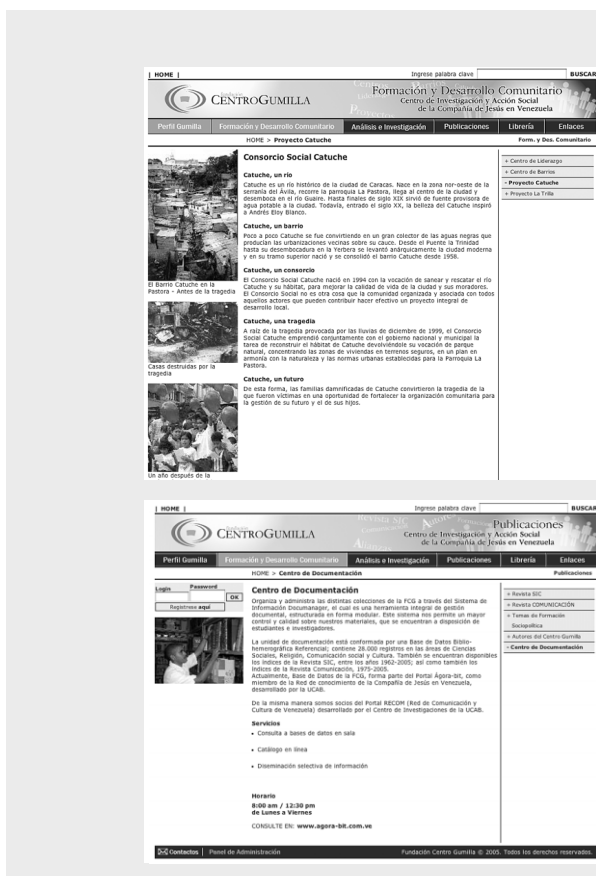 | HOME |
Ingrese palabra clave
BUSCAR
CENTROGUMILLA
Formación y Desarrollo Comunitario
Centro de Investigación y Acción Social
de la Compañía de Jesús en Venezuela
Perfil Gumilla
Formación y Desarrollo Comunitario
Análisis e Investigación
Publicaciones
Librería
Enlaces
HOME > Proyecto Catuche
Form. y Des. Comunitario
El Barrio Catuche en la
Pastora - Antes de la tragedia
Casas destruidas por la
tragedia
Un año después de la
Consorcio Social Catuche
Catuche, un río
Catuche es un río histórico de la ciudad de Caracas. Nace en la zona nor-oeste de la
serranía del Ávila, recorre la parroquia La Pastora, llega al centro de la ciudad y
desemboca en el río Guaire. Hasta finales de siglo XIX sirvió de fuente provisora de
agua potable a la ciudad. Todavía, entrado el siglo XX, la belleza del Catuche inspiró
a Andrés Eloy Blanco.
Catuche, un barrio
Poco a poco Catuche se fue convirtiendo en un gran colector de las aguas negras que
producían las urbanizaciones vecinas sobre su cauce. Desde el Puente la Trinidad
hasta su desembocadura en la Yerbera se levantó anárquicamente la ciudad moderna
y en su tramo superior nació y se consolidó el barrio Catuche desde 1958.
Catuche, un consorcio
El Consorcio Social Catuche nació en 1994 con la vocación de sanear y rescatar el río
Catuche y su hábitat, para mejorar la calidad de vida de la ciudad y sus moradores.
El Consorcio Social no es otra cosa que la comunidad organizada y asociada con todos
aquellos actores que pueden contribuir hacer efectivo un proyecto integral de
desarrollo local.
Catuche, una tragedia
A raíz de la tragedia provocada por las lluvias de diciembre de 1999, el Consorcio
Social Catuche emprendió conjuntamente con el gobierno nacional y municipal la
tarea de reconstruir el hábitat de Catuche devolviéndole su vocación de parque
natural, concentrando las zonas de viviendas en terrenos seguros, en un plan en
armonía con la naturaleza y las normas urbanas establecidas para la Parroquia La
Pastora.
Catuche, un futuro
De esta forma, las familias damnificadas de Catuche convirtieron la tragedia de la
que fueron víctimas en una oportunidad de fortalecer la organización comunitaria para
la gestión de su futuro y el de sus hijos.
+ Centro de Liderazgo
+ Centro de Barrios
- Proyecto Catuche
+ Proyecto La Trilla
| HOME |
Ingrese palabra clave
BUSCAR
CENTROGUMILLA
Revista SIC
Publicaciones
Centro de Investigación y Acción Social
de la Compañía de Jesús en Venezuela
Perfil Gumilla
Formación y Desarrollo Comunitario
Análisis e Investigación
Publicaciones
Librería
Enlaces
HOME > Centro de Documentación
Publicaciones
Login
Password
OK
Registrese aquí
Centro de Documentación
Organiza y administra las distintas colecciones de la FCG a través del Sistema de
Información Documanager, el cual es una herramienta integral de gestión
documental, estructurada en forma modular. Este sistema nos permite un mayor
control y calidad sobre nuestros materiales, que se encuentran a disposición de
estudiantes e investigadores.
La unidad de documentación está conformada por una Base de Datos Biblio-
hemerográfica Referencial; contiene 28.000 registros en las áreas de Ciencias
Sociales, Religión, Comunicación social y Cultura. También se encuentran disponibles
los índices de la Revista SIC, entre los años 1962-2005; así como también los
índices de la Revista Comunicación, 1975-2005.
Actualmente, Base de Datos de la FCG, forma parte del Portal Ágora-bit, como
miembro de la Red de conocimiento de la Compañía de Jesús en Venezuela,
desarrollado por la UCAB.
De la misma manera somos socios del Portal RECOM (Red de Comunicación y
Cultura de Venezuela) desarrollado por el Centro de Investigaciones de la UCAB.
Servicios
• Consulta a bases de datos en sala
• Catálogo en línea
• Diseminación selectiva de información
Horario
8:00 am / 12:30 pm
de Lunes a Viernes
CONSULTE EN: www.agora-bit.com.ve
+ Revista SIC
+ Revista COMUNICACIÓN
+ Temas de Formación
Sociopolítica
+ Autores del Centro Gumilla
- Centro de Documentación
Contactos | Panel de Administración
Fundación Centro Gumilla © 2005. Todos los derechos reservados.